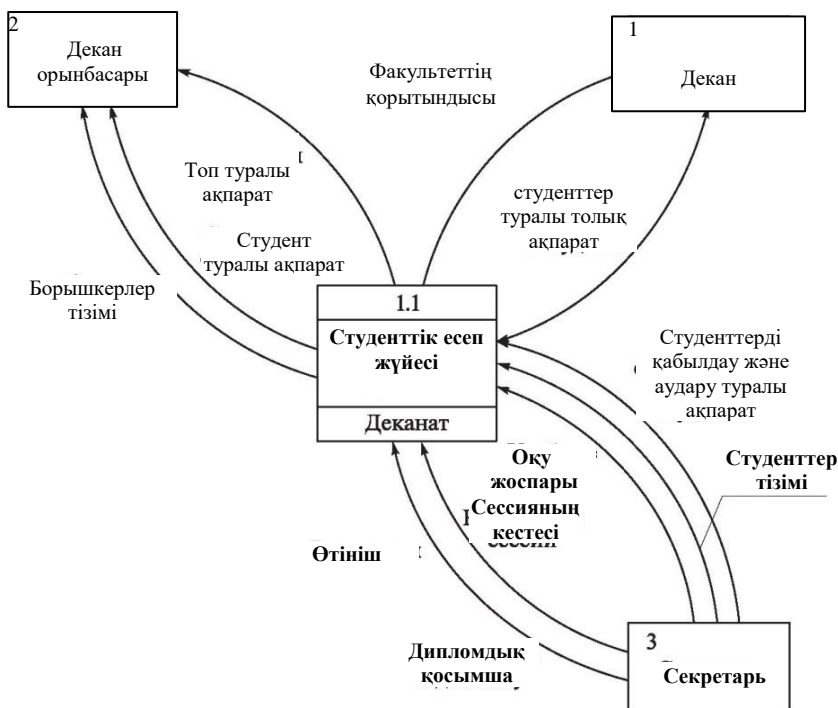 2
Декан
орынбасары
1
Декан
Факультеттің
қорытындысы
Топ туралы
ақпарат
студенттер
туралы толық
ақпарат
Студент
туралы ақпарат
Борышкерлер
тізімі
1.1
Студенттік есеп
жүйесі
Деканат
Студенттерді
қабылдау және
аудару туралы
ақпарат
Студенттер
тізімі
Оқу
жоспары
Сессияның
кестесі
Өтініш
Дипломдық
қосымша
3
Секретарь